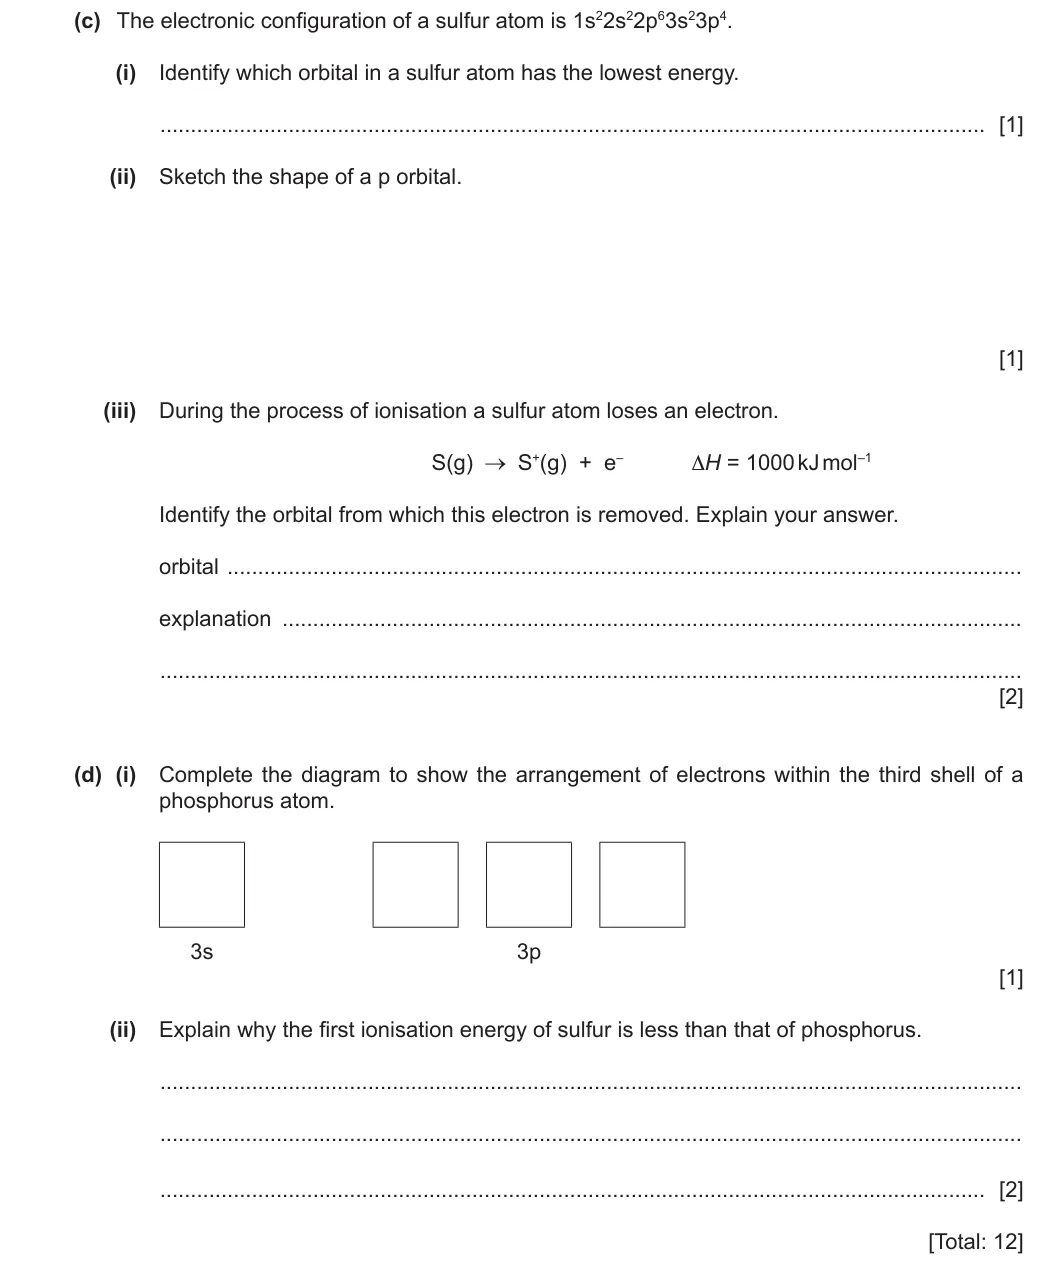 (c) The electronic configuration of a sulfur atom is 1s²2s²2p⁶3s²3p⁴.
(i) Identify which orbital in a sulfur atom has the lowest energy.
.......................................................................................................................................... [1]
(ii) Sketch the shape of a p orbital.
[1]
(iii) During the process of ionisation a sulfur atom loses an electron.
S(g) → S⁺(g) + e⁻ ΔH = 1000 kJ mol⁻¹
Identify the orbital from which this electron is removed. Explain your answer.
orbital ....................................................................................................................................
explanation ...........................................................................................................................
................................................................................................................................................
[2]
(d) (i) Complete the diagram to show the arrangement of electrons within the third shell of a
phosphorus atom.
3s 3p
[1]
(ii) Explain why the first ionisation energy of sulfur is less than that of phosphorus.
................................................................................................................................................
................................................................................................................................................
.......................................................................................................................................... [2]
[Total: 12]